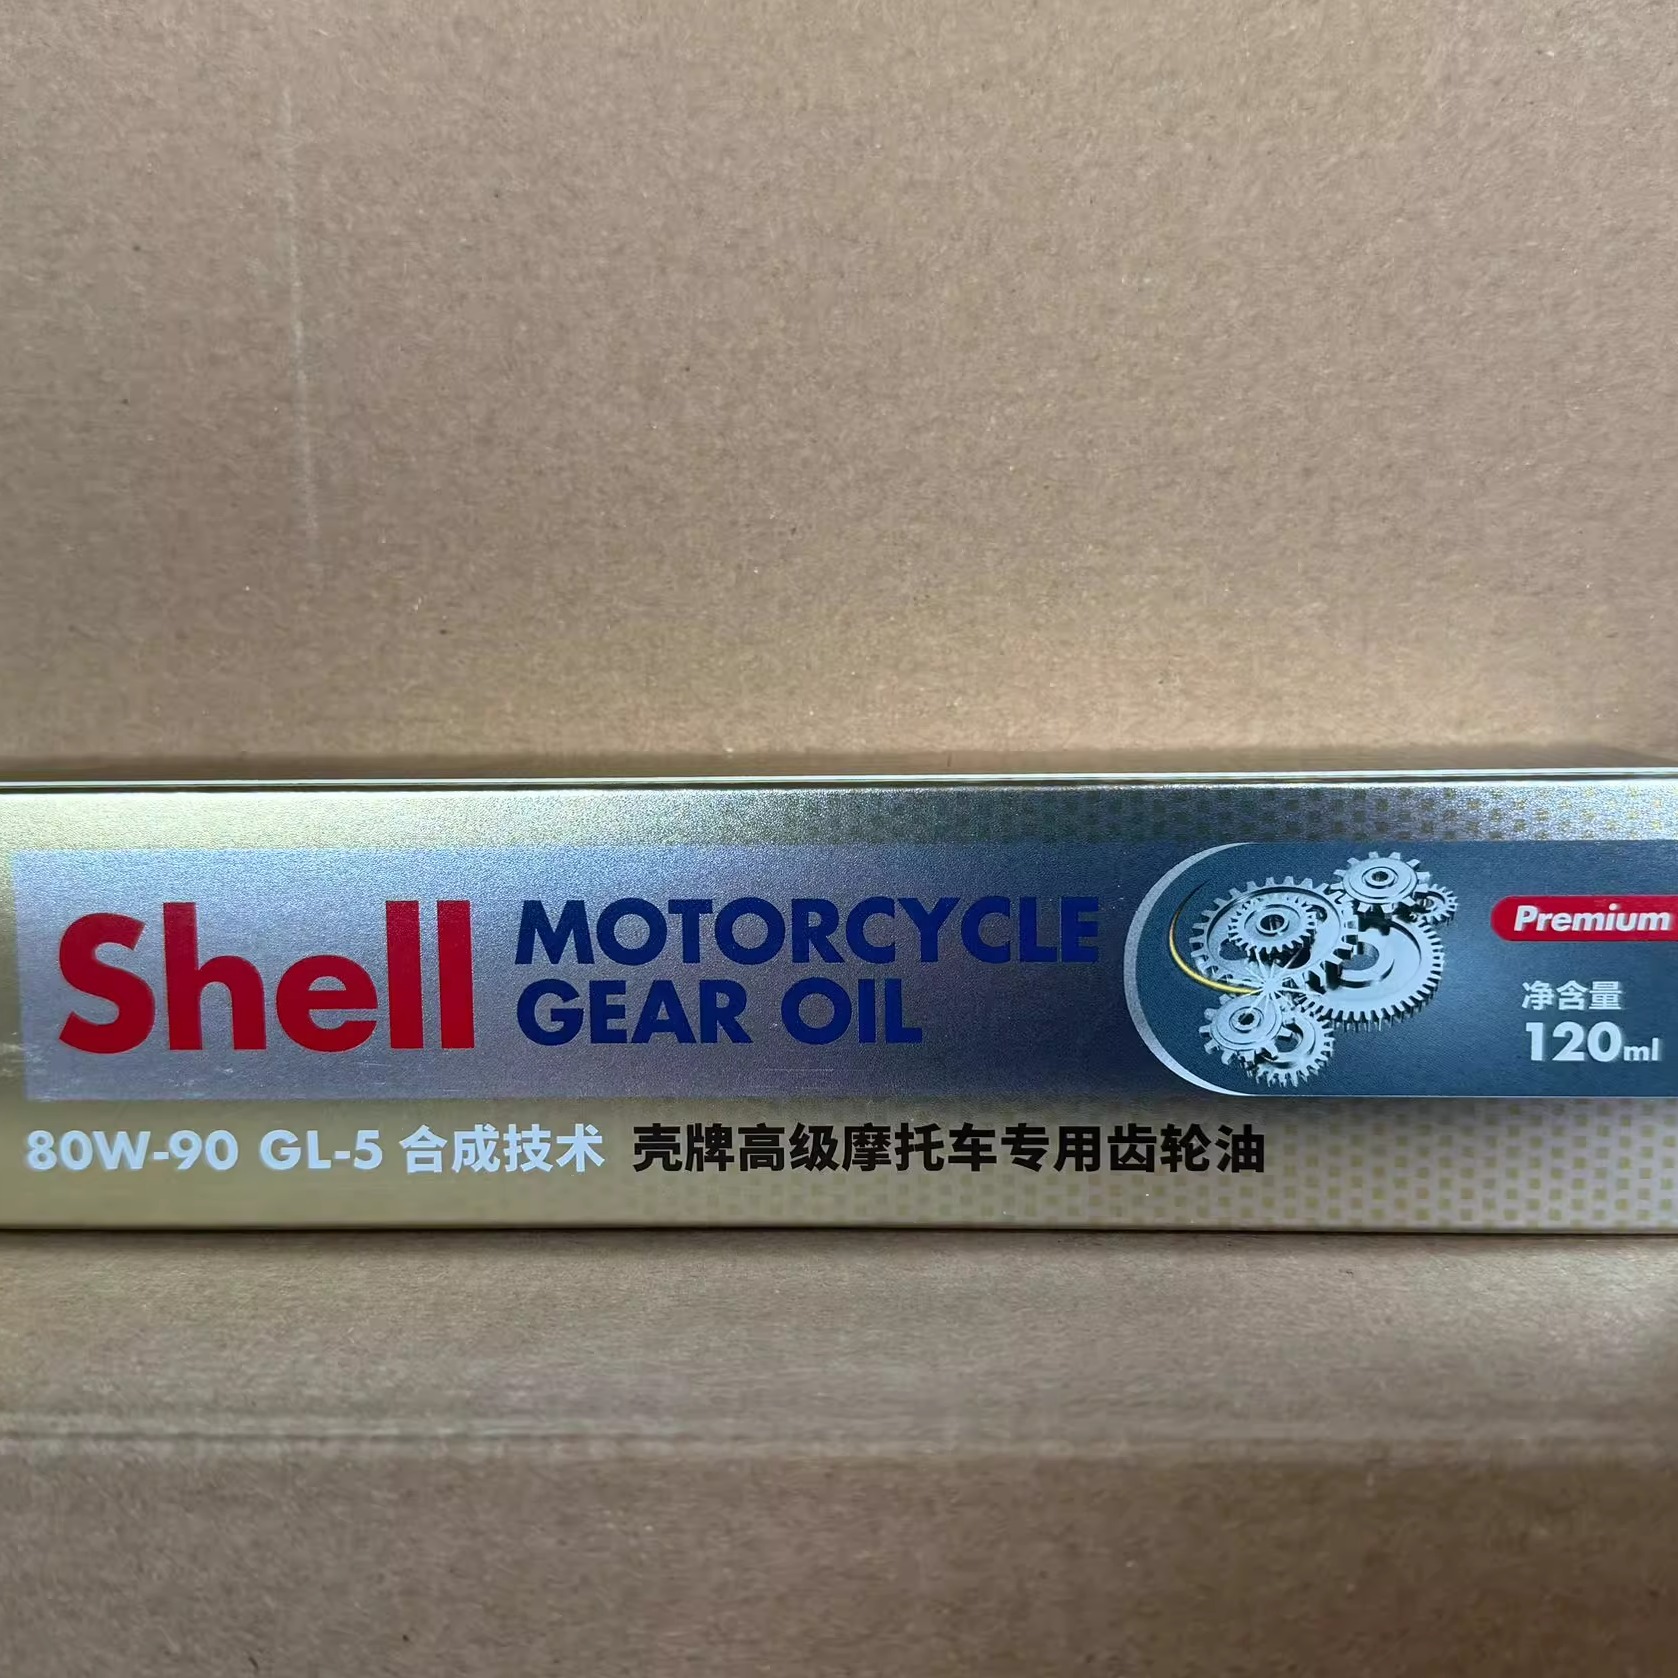 Shell
MOTORCYCLE
GEAR OIL
Premium
净含量
120ml
80W-90 GL-5 合成技术 壳牌高级摩托车专用齿轮油